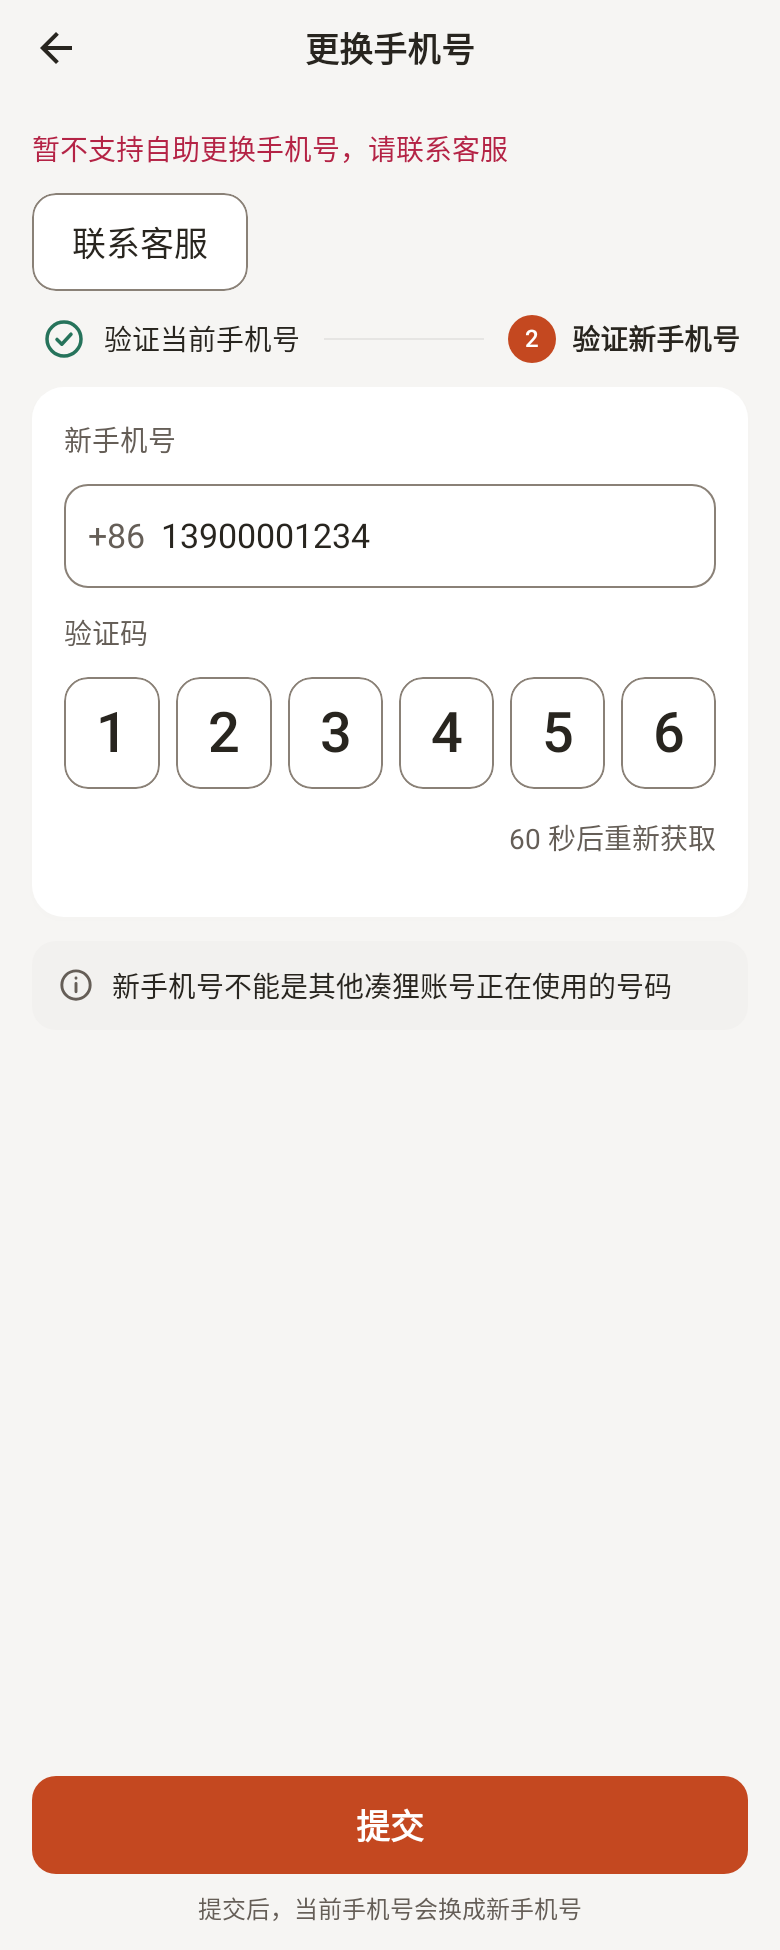 更换手机号
暂不支持自助更换手机号，请联系客服
联系客服
验证当前手机号
2 验证新手机号
新手机号
+86 13900001234
验证码
1 2 3 4 5 6
60 秒后重新获取
新手机号不能是其他凑狸账号正在使用的号码
提交
提交后，当前手机号会换成新手机号